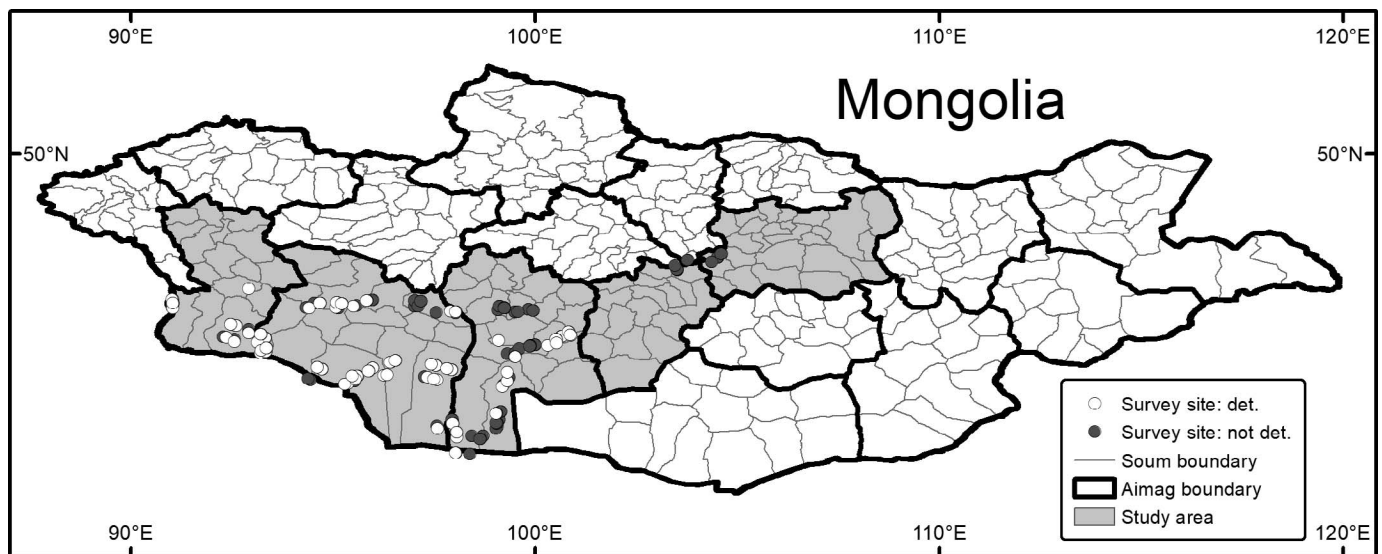 90°E 100°E 110°E 120°E
Mongolia
50°N 50°N
Survey site: det.
Survey site: not det.
Soum boundary
Aimag boundary
Study area
90°E 100°E 110°E 120°E